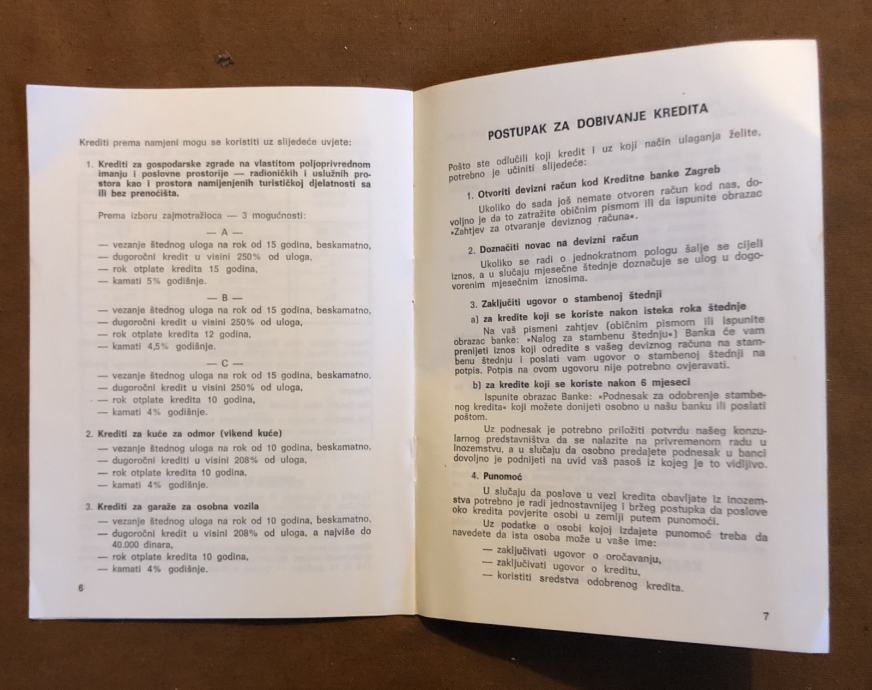 Krediti prema namjeni mogu se koristiti uz slijedeće uvjete:
1. Krediti za gospodarske zgrade na vlastitom poljoprivrednom
imanju i poslovne prostorije — radioničkih i uslužnih pro-
stora kao i prostora namijenjenih turističkoj djelatnosti sa
ili bez prenoćišta.
Prema izboru zajmotražioca — 3 mogućnosti:
— A —
— vezanje štednog uloga na rok od 15 godina, beskamatno,
— dugoročni kredit u visini 250% od uloga,
— rok otplate kredita 15 godina,
— kamati 5% godišnje.
— B —
— vezanje štednog uloga na rok od 15 godina, beskamatno,
— dugoročni kredit u visini 250% od uloga,
— rok otplate kredita 12 godina,
— kamati 4,5% godišnje.
— C —
— vezanje štednog uloga na rok od 15 godina, beskamatno,
— dugoročni kredit u visini 250% od uloga,
— rok otplate kredita 10 godina,
— kamati 4% godišnje.
2. Krediti za kuće za odmor (vikend kuće)
— vezanje štednog uloga na rok od 10 godina, beskamatno,
— dugoročni krediti u visini 208% od uloga,
— rok otplate kredita 10 godina,
— kamati 4% godišnje.
3. Krediti za garaže za osobna vozila
— vezanje štednog uloga na rok od 10 godina, beskamatno,
— dugoročni krediti u visini 208% od uloga, a najviše do
40.000 dinara,
— rok otplate kredita 10 godina,
— kamati 4% godišnje.
6
POSTUPAK ZA DOBIVANJE KREDITA
Pošto ste odlučili koji kredit i uz koji način ulaganja želite,
potrebno je učiniti slijedeće:
1. Otvoriti devizni račun kod Kreditne banke Zagreb
Ukoliko do sada još nemate otvoren račun kod nas, do-
voljno je da to zatražite običnim pismom ili da ispunite obrazac
»Zahtjev za otvaranje deviznog računa«.
2. Doznačiti novac na devizni račun
Ukoliko se radi o jednokratnom pologu šalje se cijeli
iznos, a u slučaju mjesečne štednje doznačuje se ulog u dogo-
vorenim mjesečnim iznosima.
3. Zaključiti ugovor o stambenoj štednji
a) za kredite koji se koriste nakon isteka roka štednje
Na vaš pismeni zahtjev (običnim pismom ili ispunite
obrazac banke: »Nalog za stambenu štednju«) Banka će vam
prenijeti iznos koji odredite s vašeg deviznog računa na stam-
benu štednju i poslati vam ugovor o stambenoj štednji na
potpis. Potpis na ovom ugovoru nije potrebno ovjeravati.
b) za kredite koji se koriste nakon 6 mjeseci
Ispunite obrazac Banke: »Podnesak za odobrenje stambe-
nog kredita« koji možete donijeti osobno u našu banku ili poslati
poštom.
Uz podnesak je potrebno priložiti potvrdu našeg konzu-
larnog predstavništva da se nalazite na privremenom radu u
inozemstvu, a u slučaju da osobno predajete podnesak u banci
dovoljno je podnijeti na uvid vaš pasoš iz kojeg je to vidljivo.
4. Punomoć
U slučaju da poslove u vezi kredita obavljate iz inozem-
stva potrebno je radi jednostavnijeg i bržeg postupka da poslove
oko kredita povjerite osobi u zemlji putem punomoći.
Uz podatke o osobi kojoj izdajete punomoć treba da
navedete da ista osoba može u vaše ime:
— zaključivati ugovor o oročavanju,
— zaključivati ugovor o kreditu,
— koristiti sredstva odobrenog kredita.
7